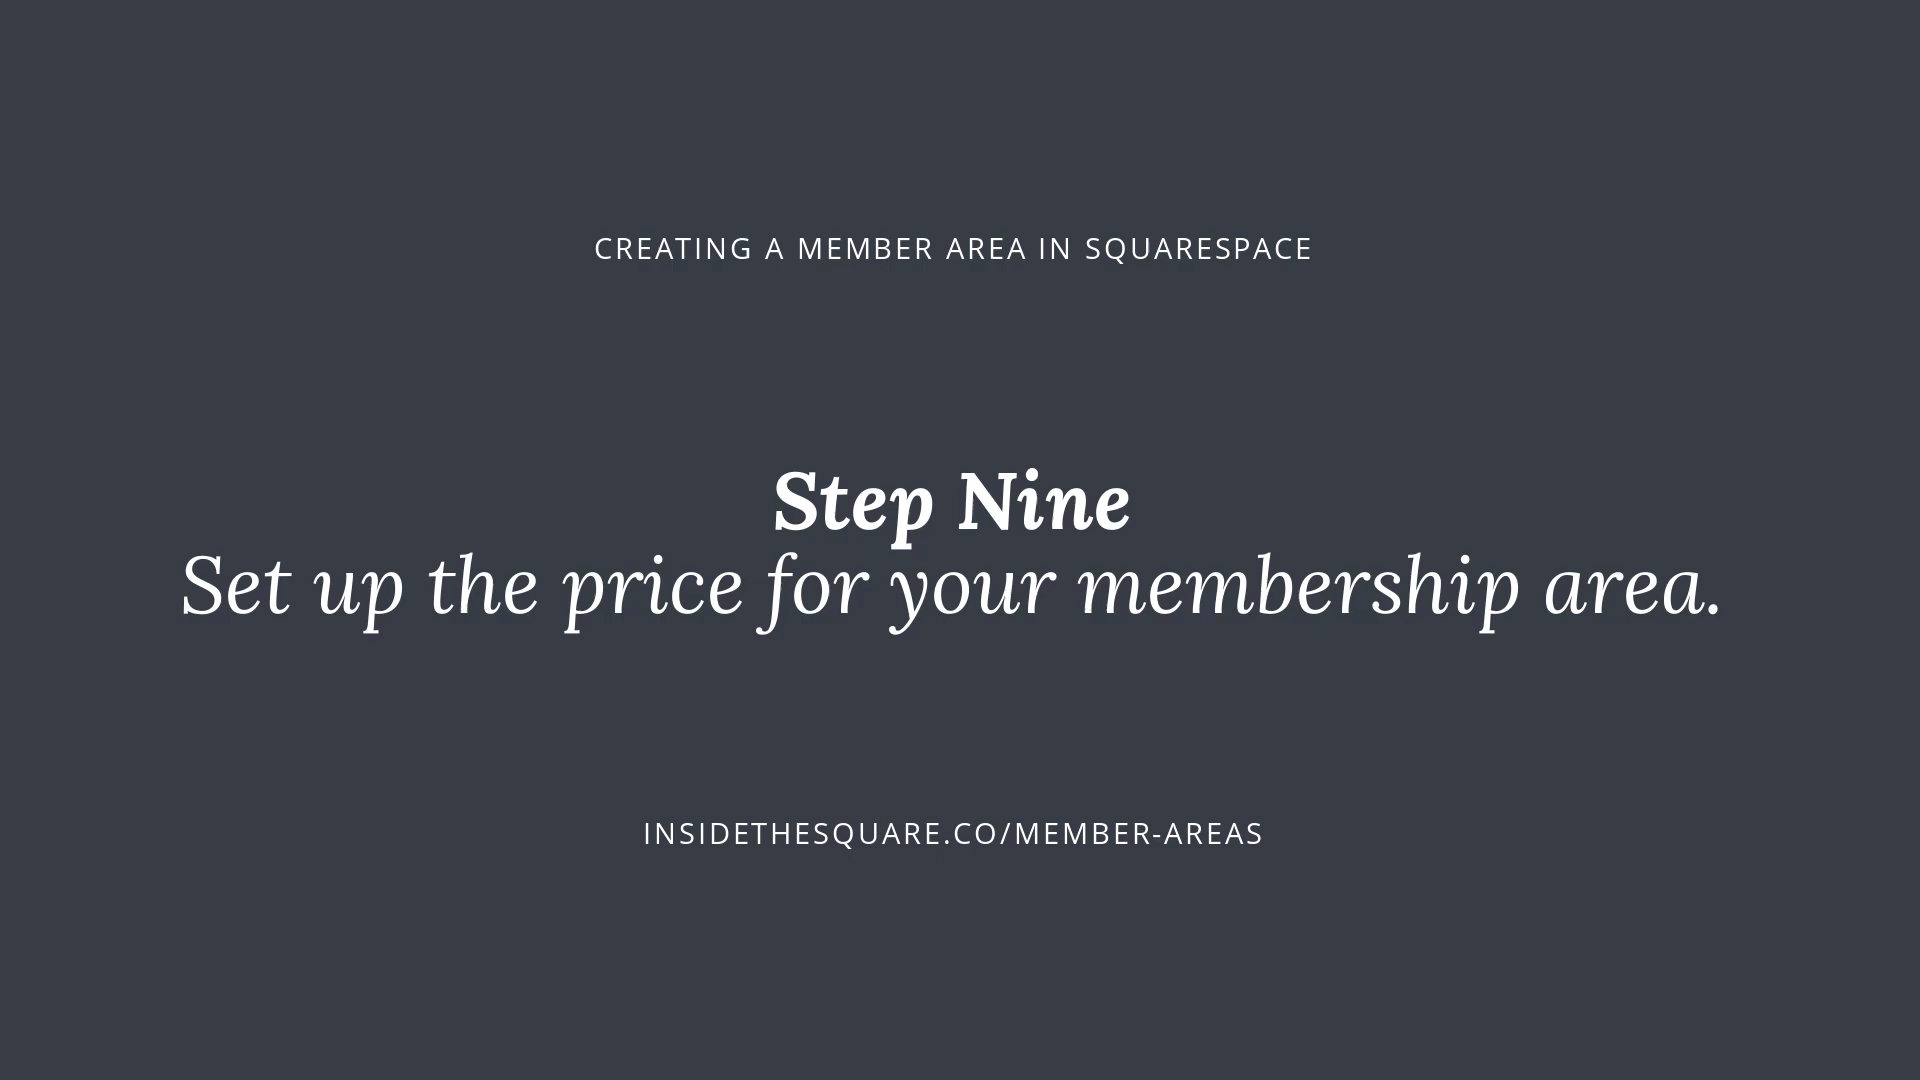 CREATING A MEMBER AREA IN SQUARESPACE
Step Nine
Set up the price for your membership area.
INSIDETHESQUARE.CO/MEMBER-AREAS